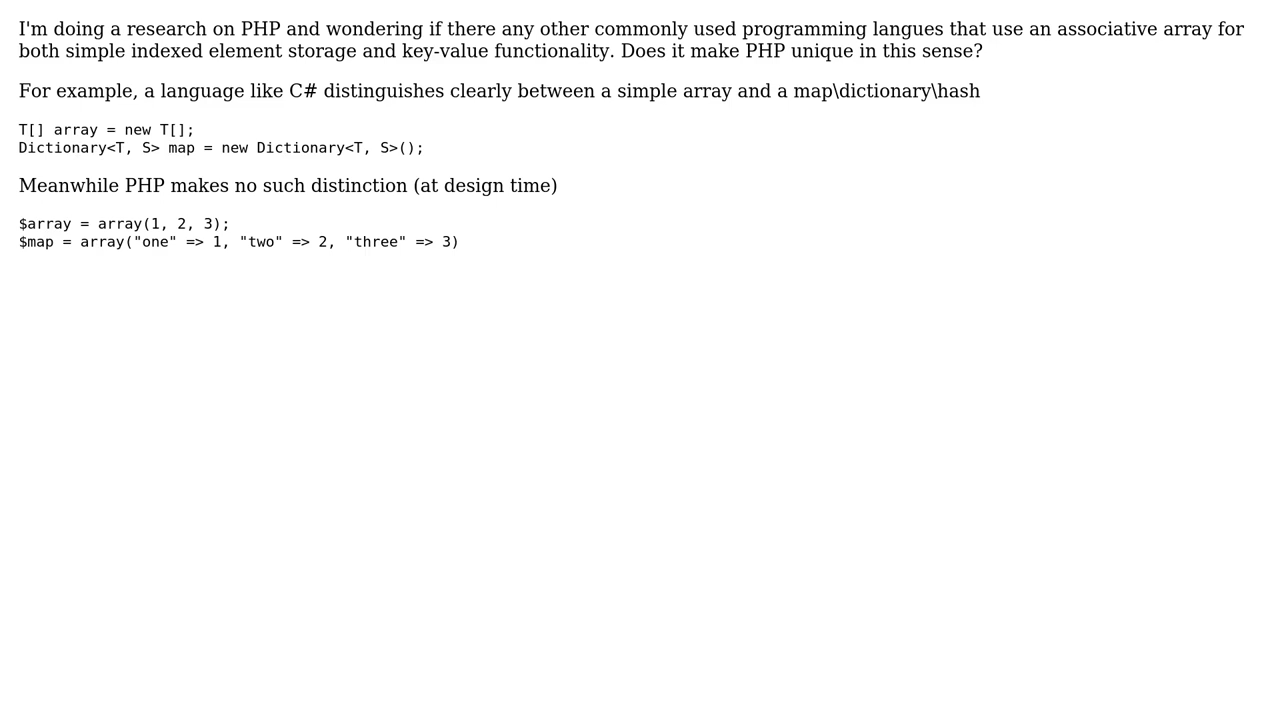 I'm doing a research on PHP and wondering if there any other commonly used programming langues that use an associative array for
both simple indexed element storage and key-value functionality. Does it make PHP unique in this sense?
For example, a language like C# distinguishes clearly between a simple array and a map\dictionary\hash
T[] array = new T[];
Dictionary<T, S> map = new Dictionary<T, S>();
Meanwhile PHP makes no such distinction (at design time)
$array = array(1, 2, 3);
$map = array("one" => 1, "two" => 2, "three" => 3)